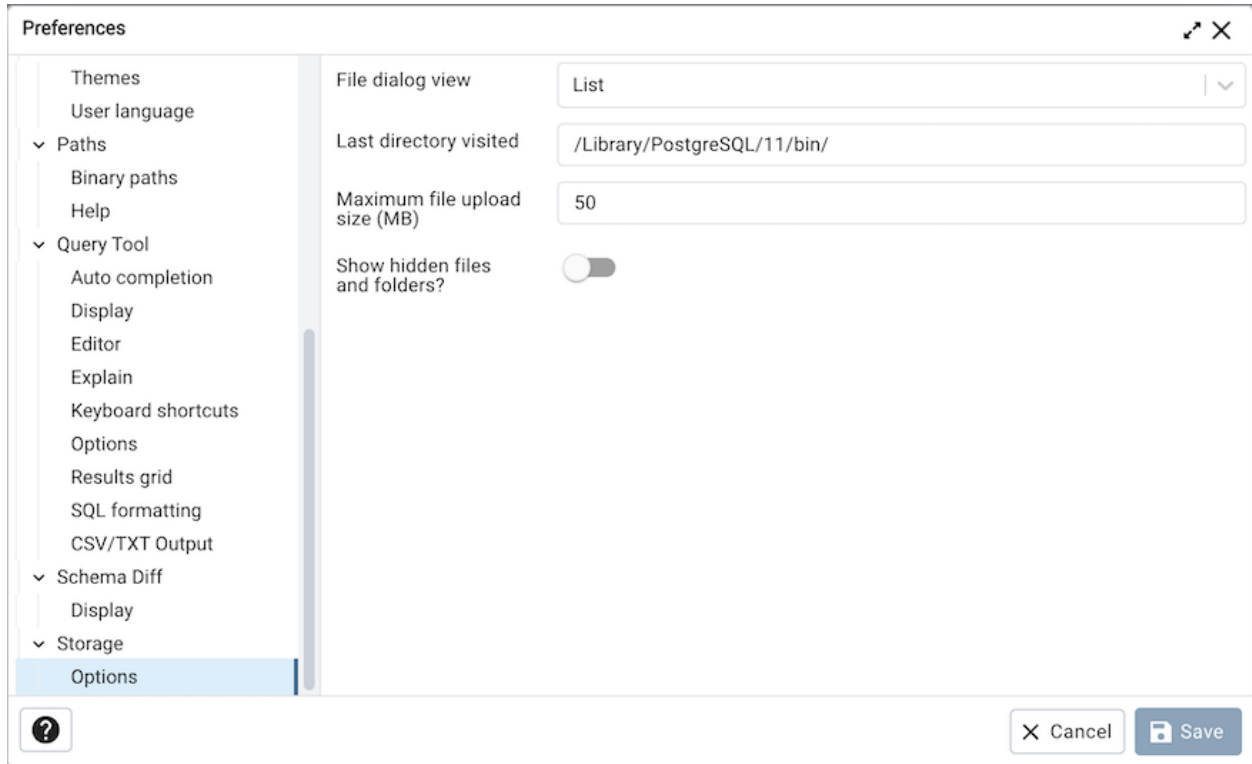 Preferences
Themes
User language
Paths
Binary paths
Help
Query Tool
Auto completion
Display
Editor
Explain
Keyboard shortcuts
Options
Results grid
SQL formatting
CSV/TXT Output
Schema Diff
Display
Storage
Options
File dialog view
List
Last directory visited
/Library/PostgreSQL/11/bin/
Maximum file upload
size (MB)
50
Show hidden files
and folders?
?
Cancel
Save